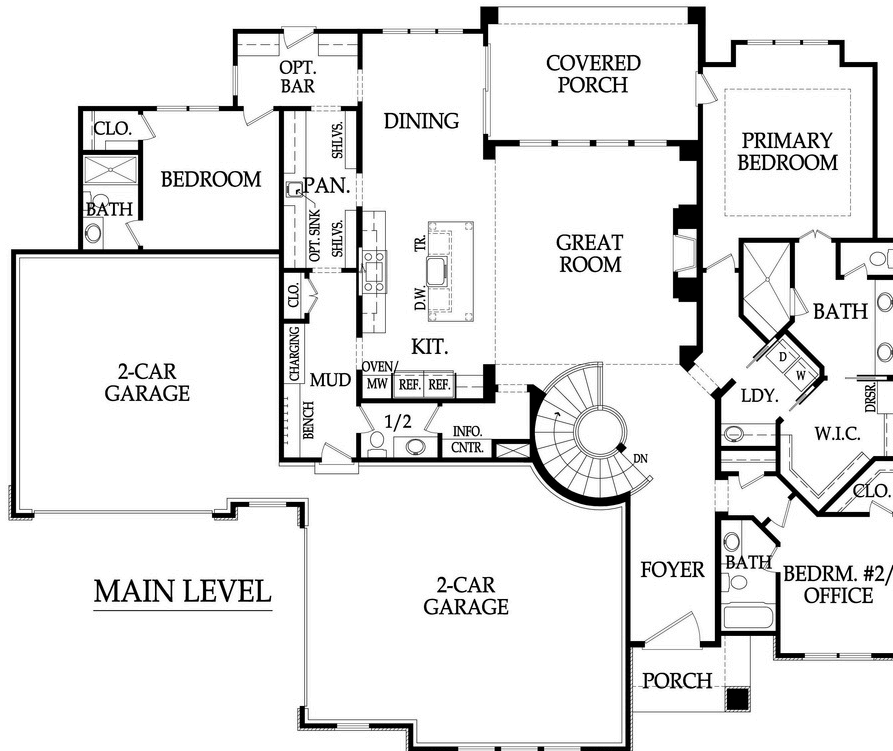 OPT.
BAR
COVERED
PORCH
DINING
CLO.
SHLVS.
PRIMARY
BEDROOM
BEDROOM
PAN.
BATH
OPT. SINK
SHLVS.
TR.
D.W.
GREAT
ROOM
CLO.
BATH
KIT.
CHARGING
2-CAR
GARAGE
MUD
OVEN/
MW
REF.
REF.
D
W
LDY.
DRSR.
BENCH
1/2
INFO.
CNTR.
W.I.C.
DN
CLO.
MAIN LEVEL
2-CAR
GARAGE
FOYER
BATH
BEDRM. #2/
OFFICE
PORCH